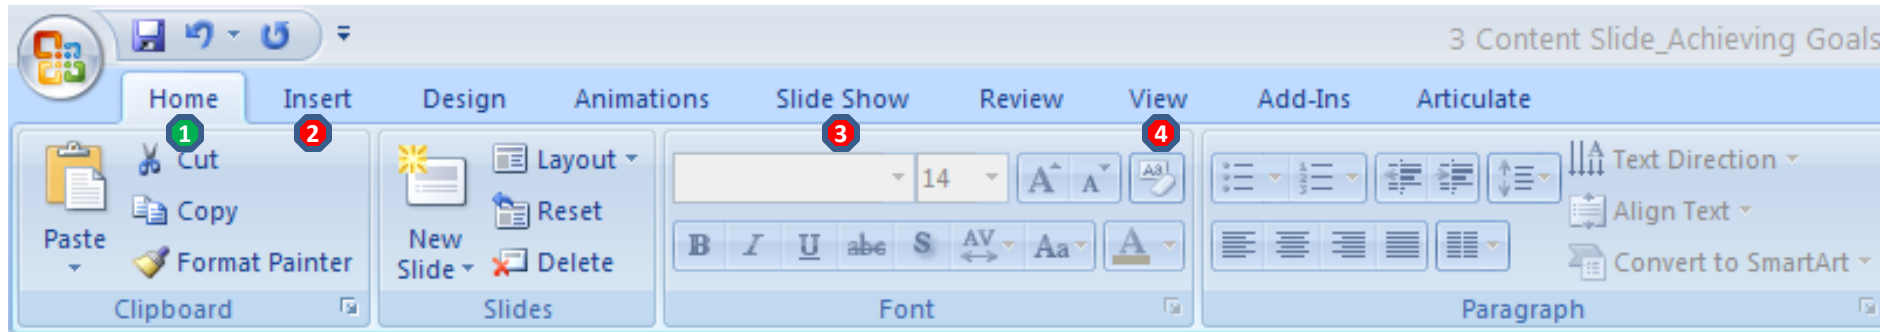 3 Content Slide_Achieving Goals
Home Insert Design Animations Slide Show Review View Add-Ins Articulate
1 2 3 4
Cut Layout 14 A A Aa Text Direction
Paste Copy New Slide Reset Align Text
Format Painter Delete B I U abc S AV Aa A Convert to SmartArt
Clipboard Slides Font Paragraph